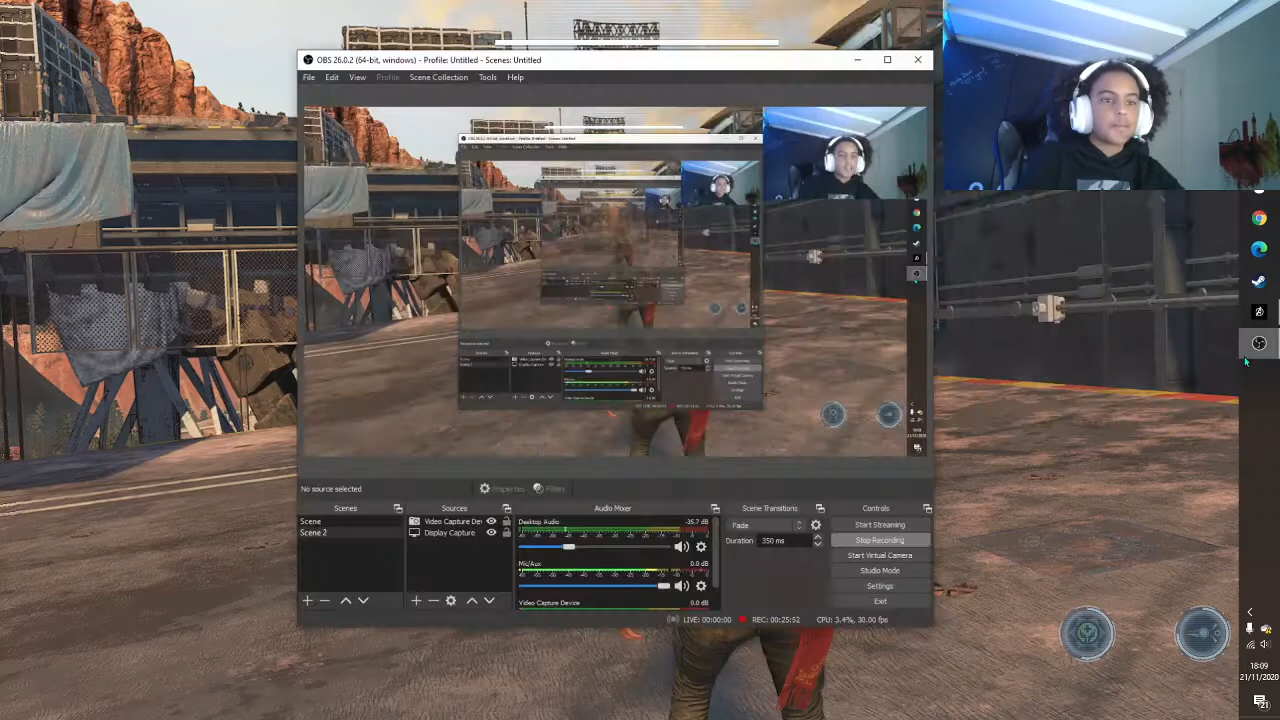 OBS 26.0.2 (64-bit, windows) - Profile: Untitled - Scenes: Untitled
File Edit View Profile Scene Collection Tools Help
No source selected
Properties Filters
Scenes Sources Audio Mixer Scene Transitions Controls
Scene
Scene 2
Video Capture De
Display Capture
Desktop Audio -35.7 dB
Mic/Aux 0.0 dB
Video Capture Device 0.0 dB
Fade
Duration 350 ms
Start Streaming
Stop Recording
Start Virtual Camera
Studio Mode
Settings
Exit
LIVE: 00:00:00 REC: 00:25:52 CPU: 3.4%, 30.00 fps
18:09
21/11/2020
21